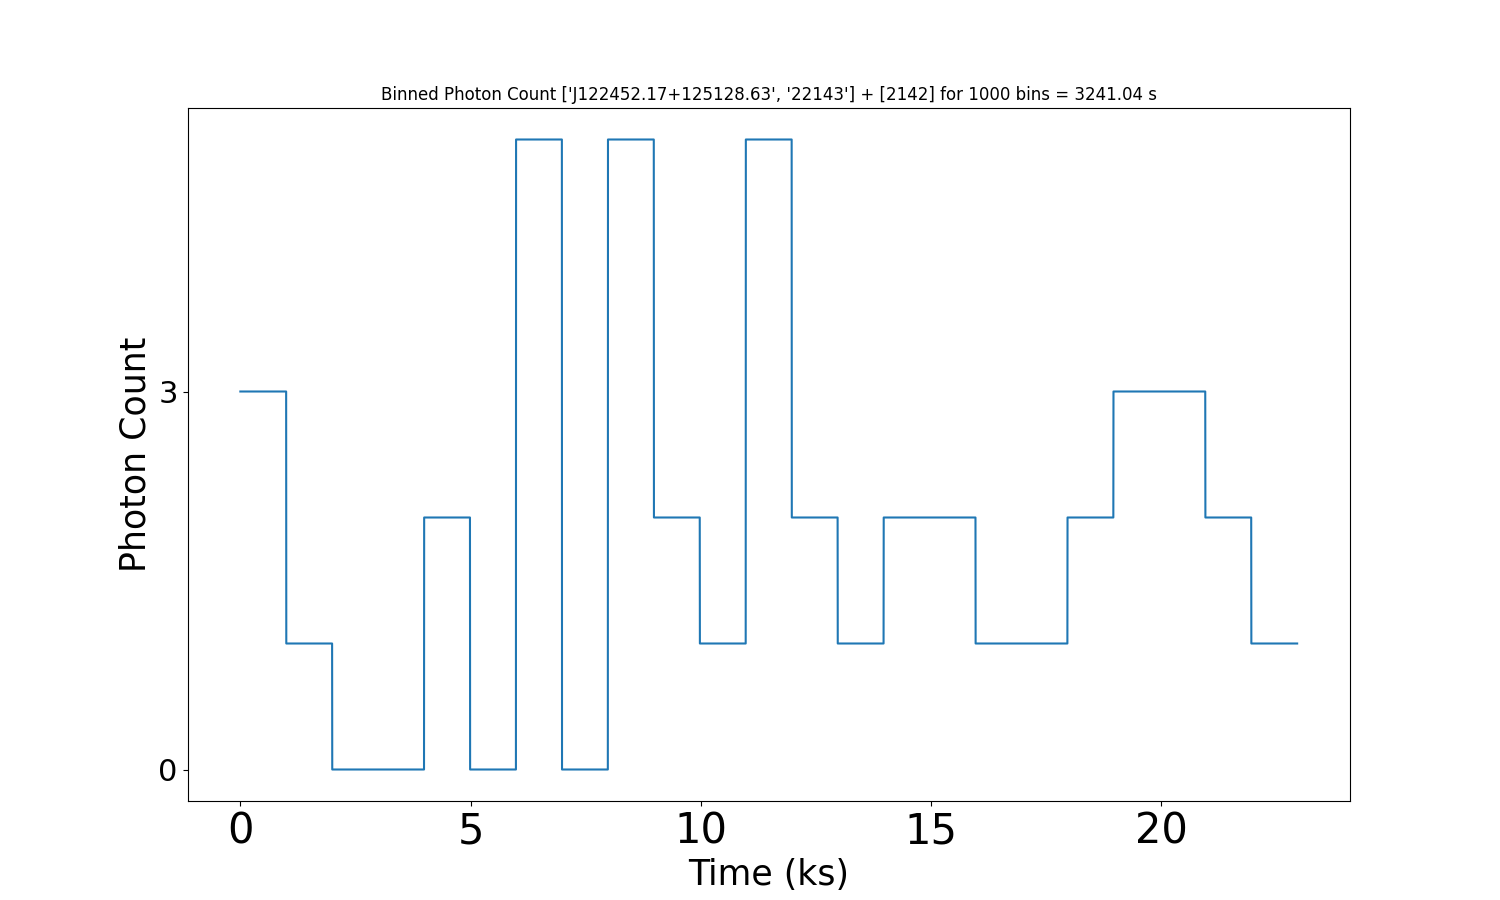 Binned Photon Count ['J122452.17+125128.63', '22143'] + [2142] for 1000 bins = 3241.04 s
Photon Count
3
0
0 5 10 15 20
Time (ks)